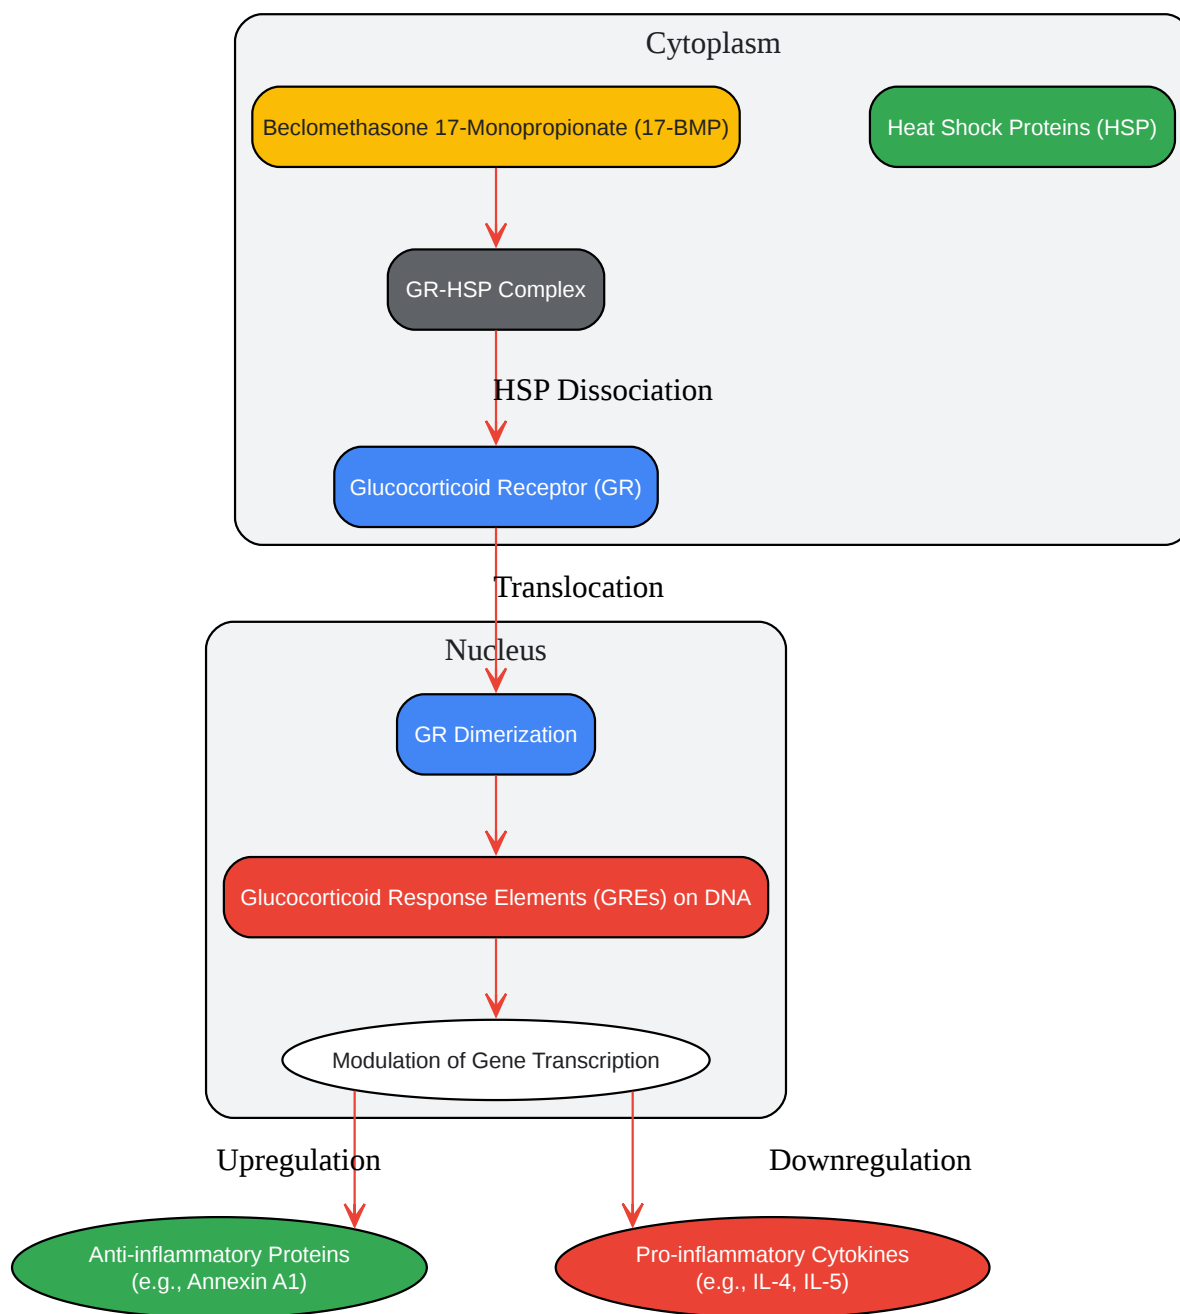 Cytoplasm
Beclomethasone 17-Monopropionate (17-BMP)
Heat Shock Proteins (HSP)
GR-HSP Complex
HSP Dissociation
Glucocorticoid Receptor (GR)
Translocation
Nucleus
GR Dimerization
Glucocorticoid Response Elements (GREs) on DNA
Modulation of Gene Transcription
Upregulation
Downregulation
Anti-inflammatory Proteins
(e.g., Annexin A1)
Pro-inflammatory Cytokines
(e.g., IL-4, IL-5)